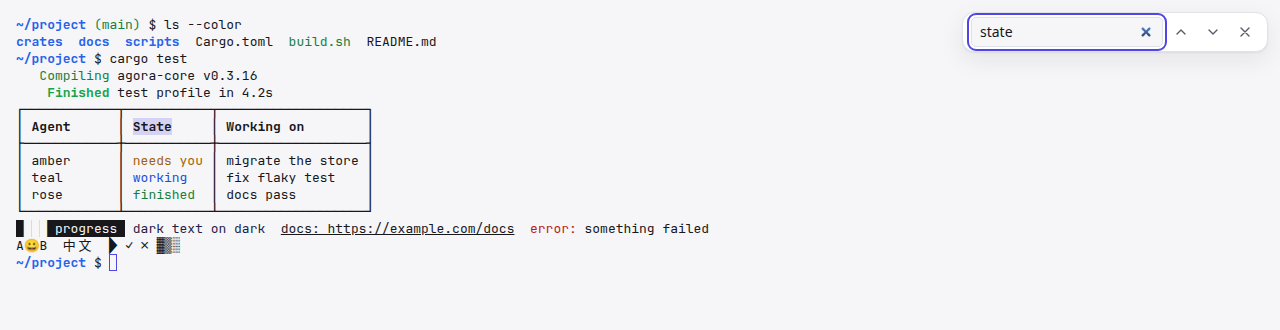 ~/project (main) $ ls --color
state
crates  docs  scripts  Cargo.toml  build.sh  README.md
~/project $ cargo test
   Compiling agora-core v0.3.16
    Finished test profile in 4.2s
Agent  State  Working on
amber  needs you  migrate the store
teal  working  fix flaky test
rose  finished  docs pass
progress  dark text on dark  docs: https://example.com/docs  error: something failed
A😀B  中文  ✓ ✕ ▓▒░
~/project $